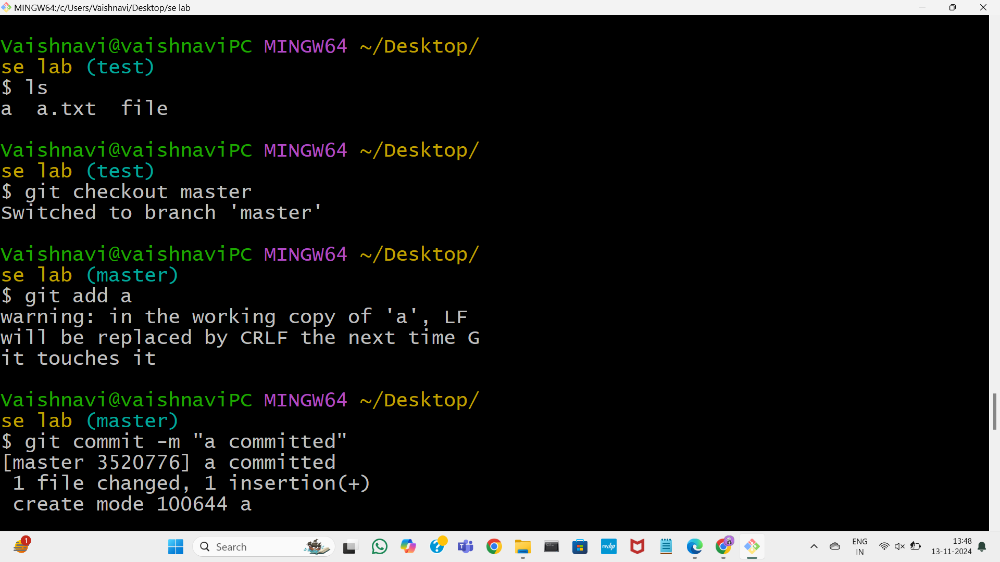 MINGW64:/c/Users/Vaishnavi/Desktop/se lab
Vaishnavi@vaishnaviPC MINGW64 ~/Desktop/
se lab (test)
$ ls
a  a.txt  file
Vaishnavi@vaishnaviPC MINGW64 ~/Desktop/
se lab (test)
$ git checkout master
Switched to branch 'master'
Vaishnavi@vaishnaviPC MINGW64 ~/Desktop/
se lab (master)
$ git add a
warning: in the working copy of 'a', LF
will be replaced by CRLF the next time G
it touches it
Vaishnavi@vaishnaviPC MINGW64 ~/Desktop/
se lab (master)
$ git commit -m "a committed"
[master 3520776] a committed
 1 file changed, 1 insertion(+)
 create mode 100644 a
1
Search
myhp
ENG
IN
13:48
13-11-2024